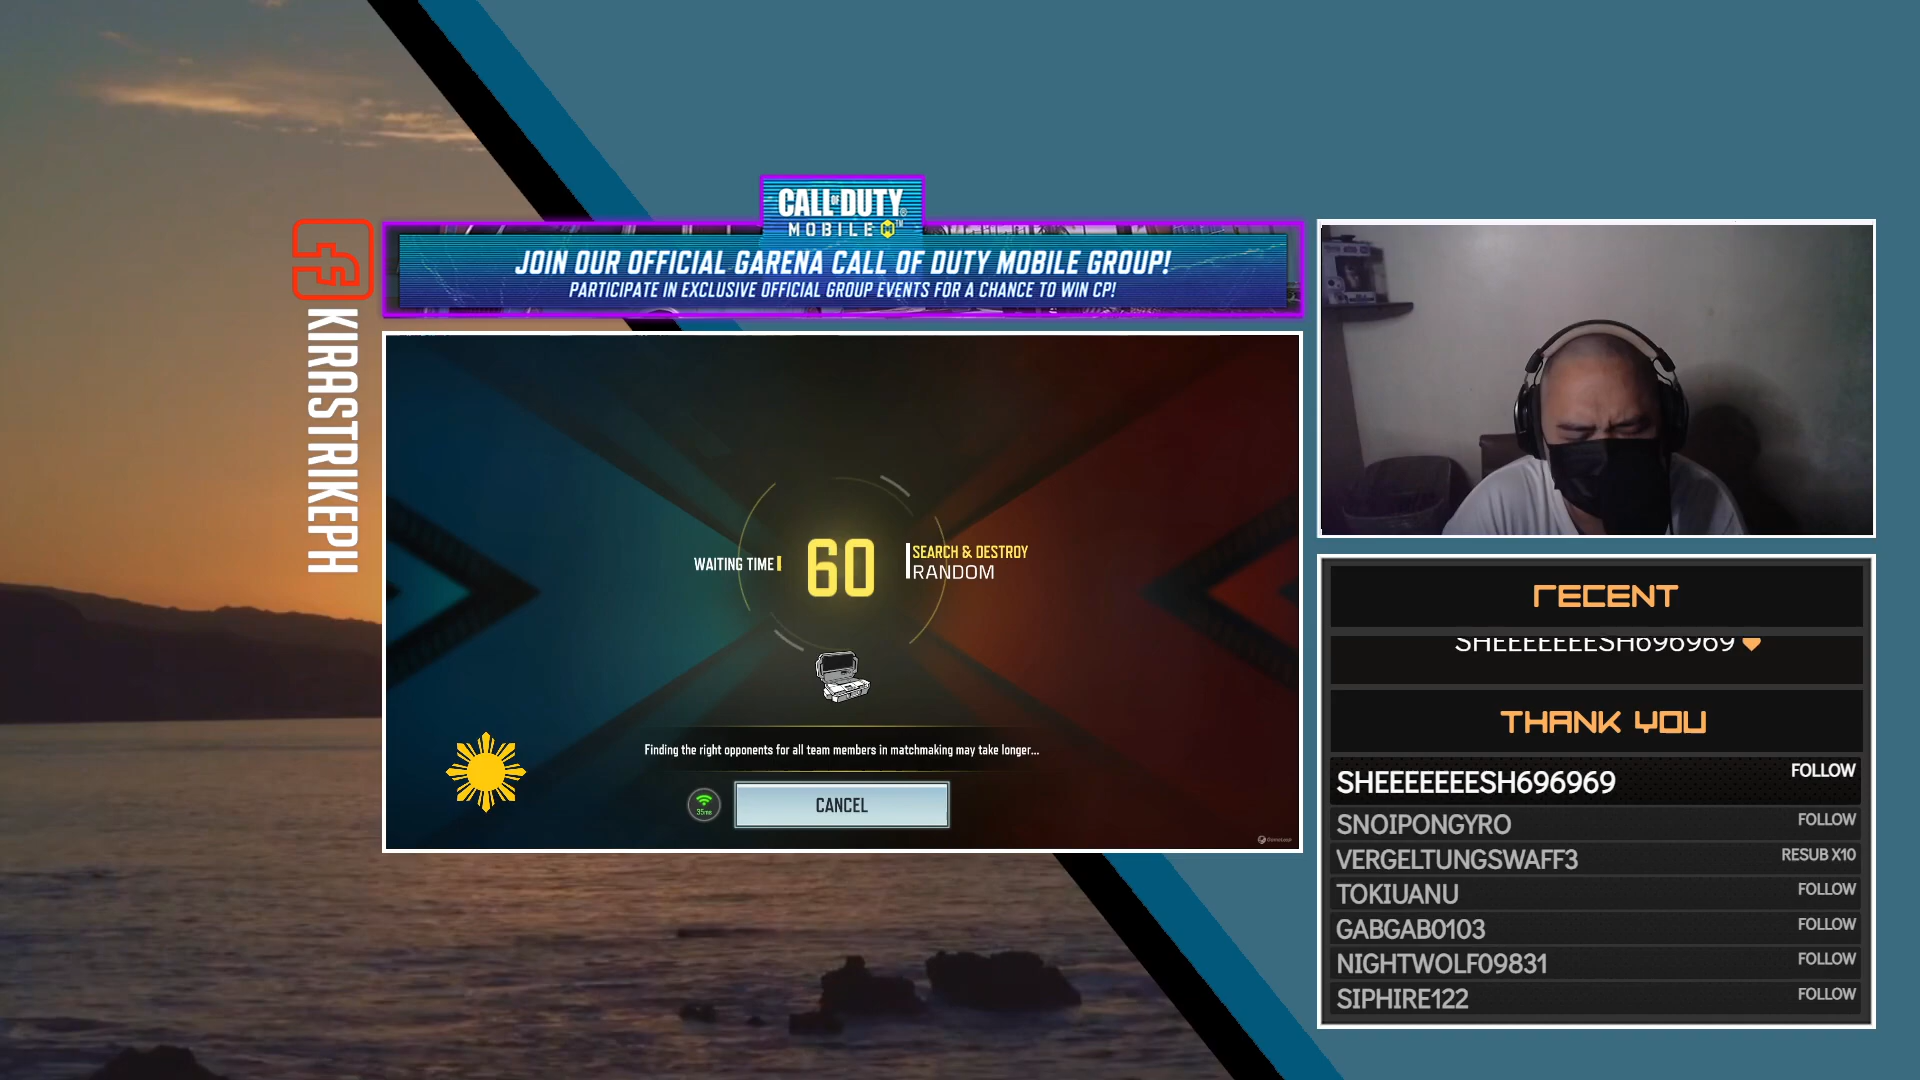 CALL OF DUTY
MOBILE
JOIN OUR OFFICIAL GARENA CALL OF DUTY MOBILE GROUP!
PARTICIPATE IN EXCLUSIVE OFFICIAL GROUP EVENTS FOR A CHANCE TO WIN CP!
KIRASTRIKEPH
WAITING TIME
60
SEARCH & DESTROY
RANDOM
Finding the right opponents for all team members in matchmaking may take longer...
35ms
CANCEL
GameLoop
RECENT
SHEEEEEEESH696969
THANK YOU
SHEEEEEEESH696969 FOLLOW
SNOIPONGYRO FOLLOW
VERGELTUNGSWAFF3 RESUB X10
TOKIUANU FOLLOW
GABGAB0103 FOLLOW
NIGHTWOLF09831 FOLLOW
SIPHIRE122 FOLLOW